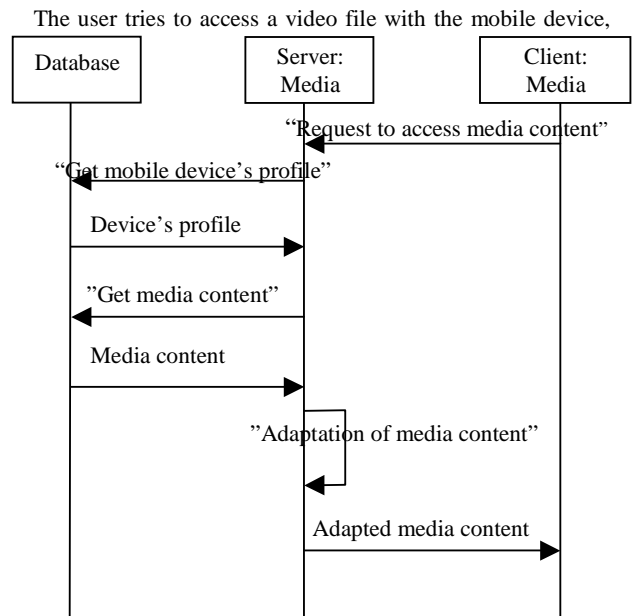 The user tries to access a video file with the mobile device,
Database
Server:
Media
Client:
Media
“Request to access media content”
“Get mobile device’s profile”
Device’s profile
”Get media content”
Media content
”Adaptation of media content”
Adapted media content